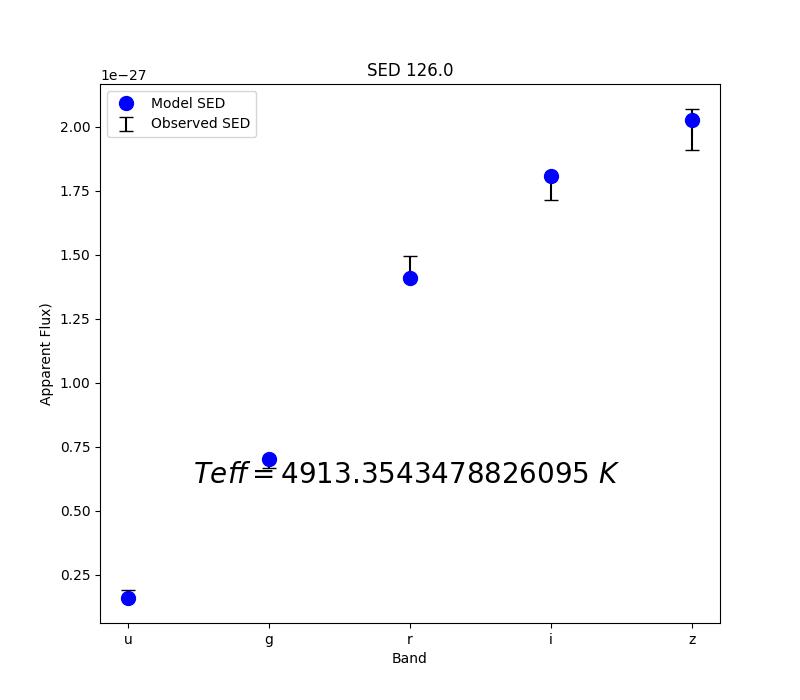 SED 126.0
1e−27
Model SED
Observed SED
2.00
1.75
1.50
1.25
1.00
0.75
0.50
0.25
Apparent Flux)
Teff = 4913.3543478826095 K
u g r i z
Band